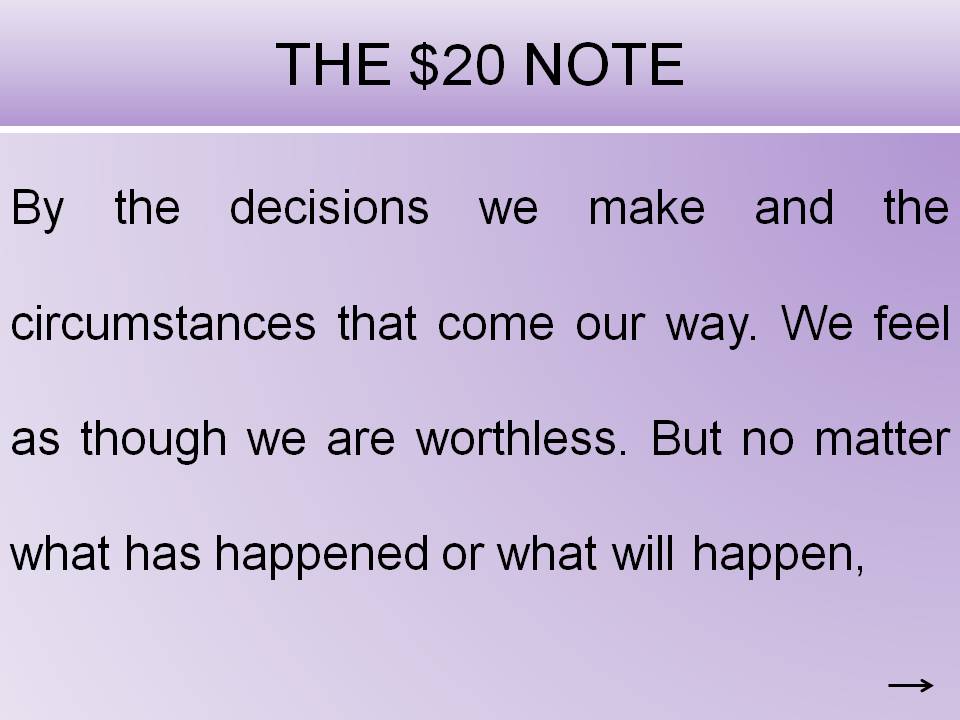 THE $20 NOTE
By the decisions we make and the
circumstances that come our way. We feel
as though we are worthless. But no matter
what has happened or what will happen,